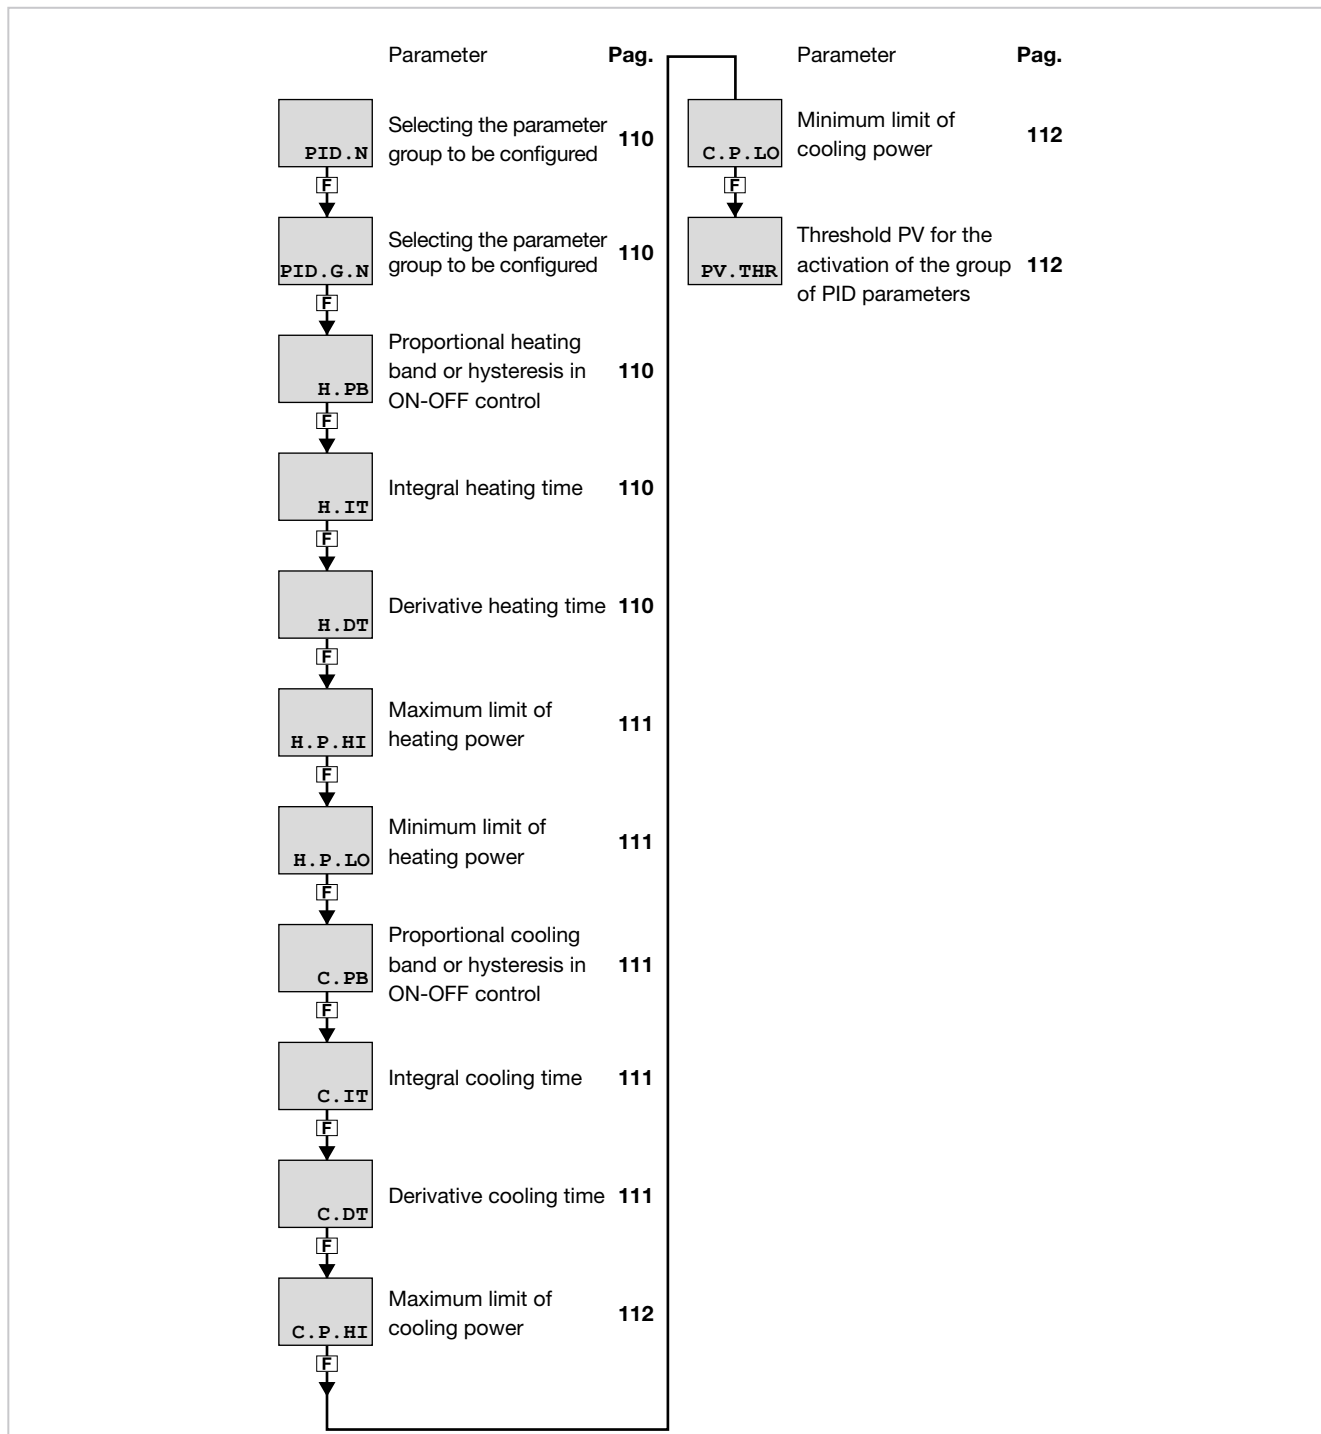 Parameter Pag.
PID.N
Selecting the parameter
group to be configured
110
F
PID.G.N
Selecting the parameter
group to be configured
110
F
H.PB
Proportional heating
band or hysteresis in
ON-OFF control
110
F
H.IT
Integral heating time 110
F
H.DT
Derivative heating time 110
F
H.P.HI
Maximum limit of
heating power
111
F
H.P.LO
Minimum limit of
heating power
111
F
C.PB
Proportional cooling
band or hysteresis in
ON-OFF control
111
F
C.IT
Integral cooling time 111
F
C.DT
Derivative cooling time 111
F
C.P.HI
Maximum limit of
cooling power
112
F
Parameter Pag.
C.P.LO
Minimum limit of
cooling power
112
F
PV.THR
Threshold PV for the
activation of the group
of PID parameters
112